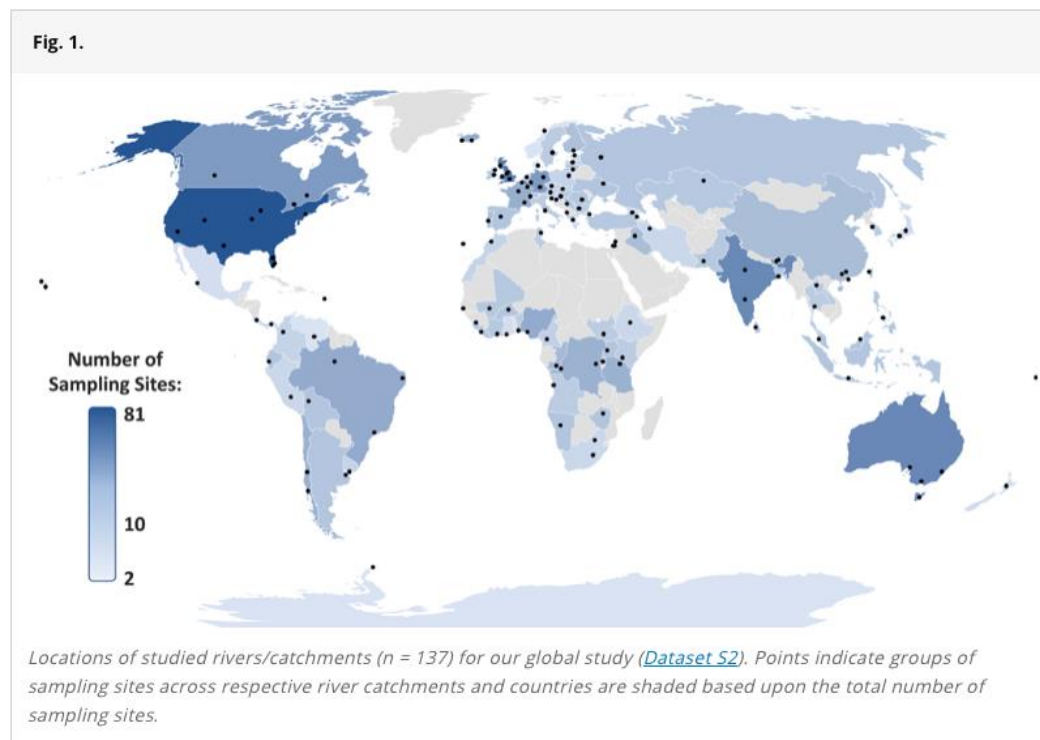 Fig. 1.
Number of
Sampling Sites:
81
10
2
Locations of studied rivers/catchments (n = 137) for our global study (Dataset S2). Points indicate groups of
sampling sites across respective river catchments and countries are shaded based upon the total number of
sampling sites.